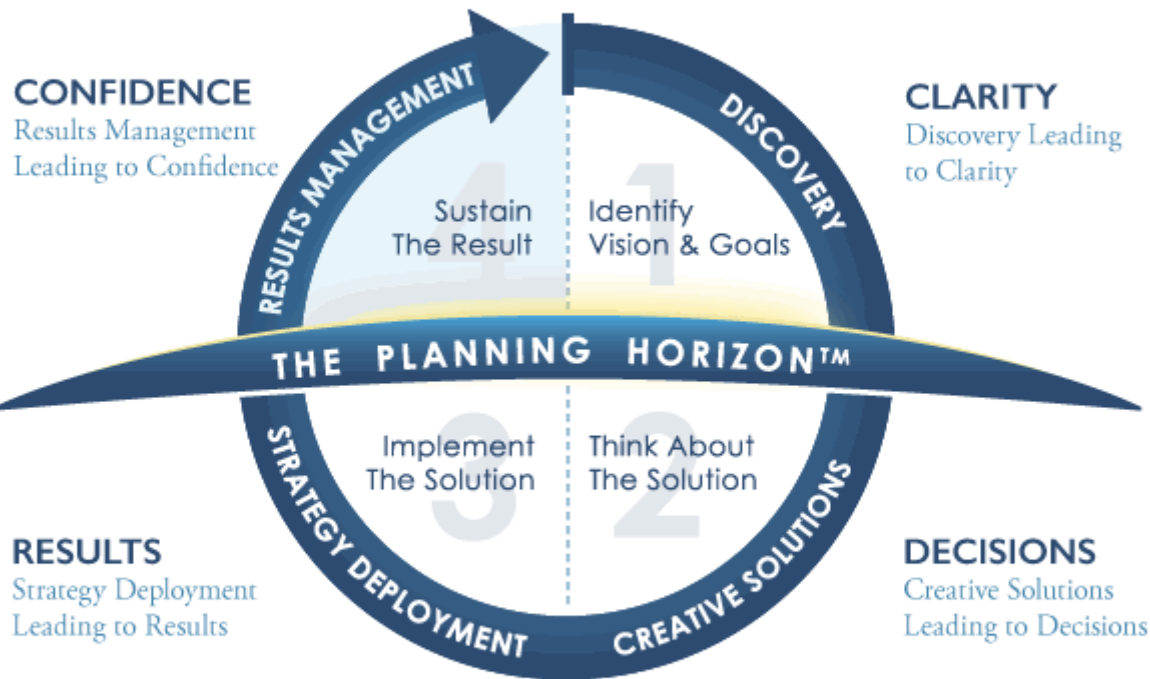 CONFIDENCE
Results Management
Leading to Confidence
CLARITY
Discovery Leading
to Clarity
RESULTS MANAGEMENT
DISCOVERY
4
Sustain
The Result
1
Identify
Vision & Goals
THE PLANNING HORIZON™
3
Implement
The Solution
2
Think About
The Solution
STRATEGY DEPLOYMENT
CREATIVE SOLUTIONS
RESULTS
Strategy Deployment
Leading to Results
DECISIONS
Creative Solutions
Leading to Decisions